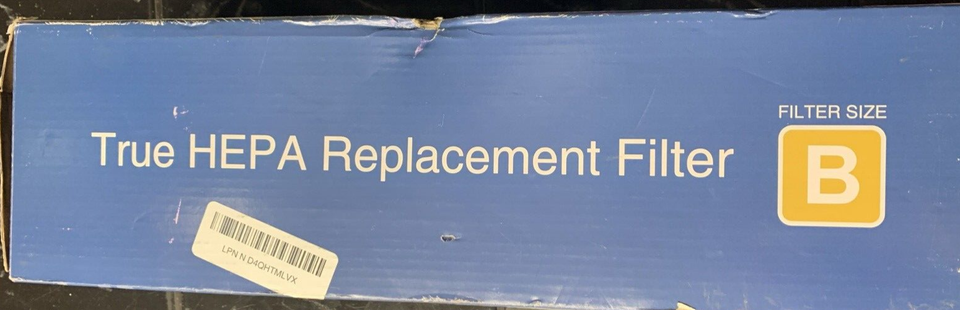 True HEPA Replacement Filter
FILTER SIZE
B
LPN N D4QHTMLVX